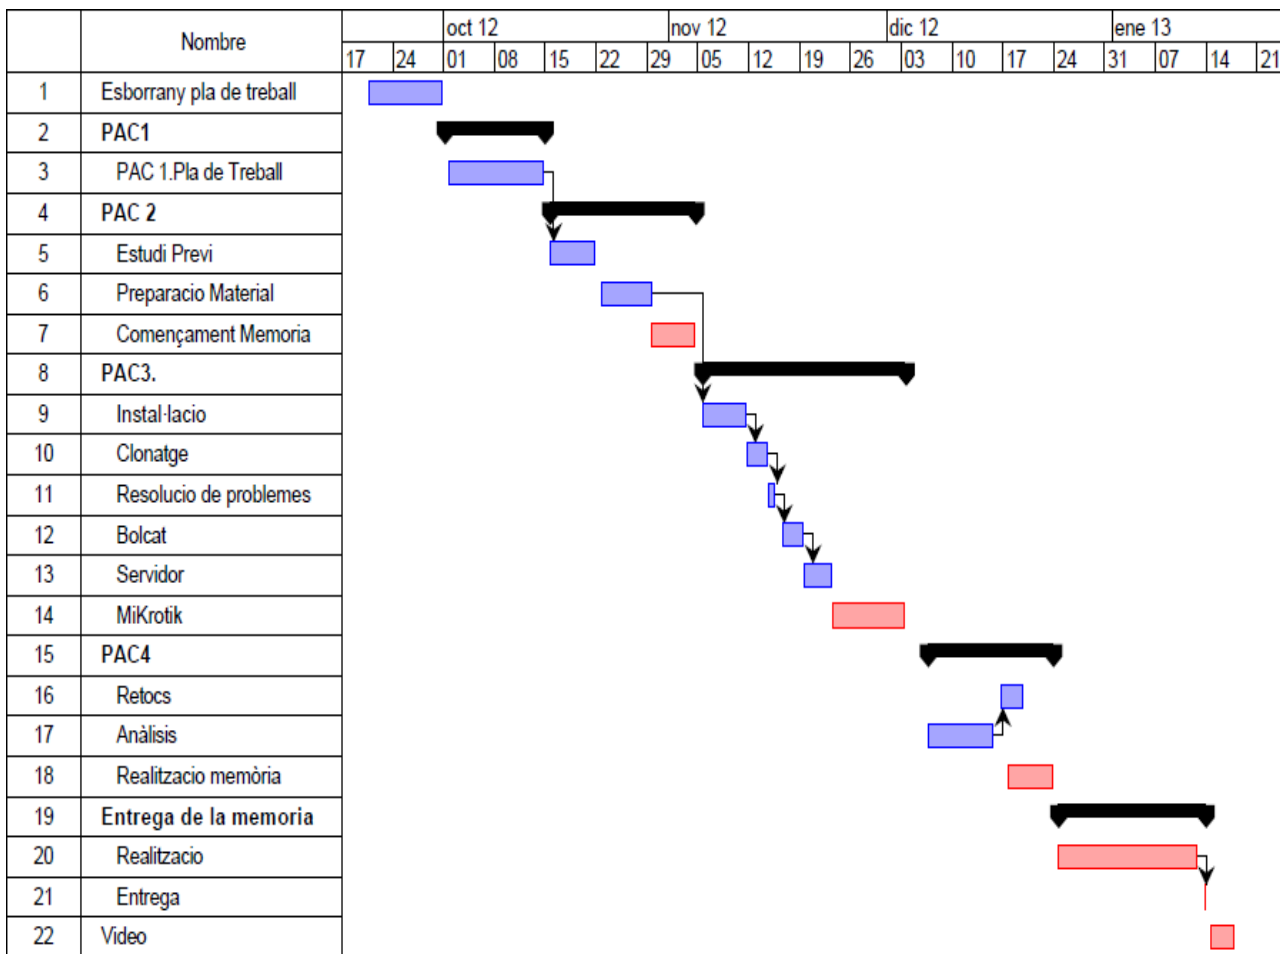 Nombre
oct 12 nov 12 dic 12 ene 13
17 24 01 08 15 22 29 05 12 19 26 03 10 17 24 31 07 14 21
1 Esborrany pla de treball
2 PAC1
3 PAC 1.Pla de Treball
4 PAC 2
5 Estudi Previ
6 Preparacio Material
7 Començament Memoria
8 PAC3.
9 Instal·lacio
10 Clonatge
11 Resolucio de problemes
12 Bolcat
13 Servidor
14 MiKrotik
15 PAC4
16 Retocs
17 Anàlisis
18 Realitzacio memòria
19 Entrega de la memoria
20 Realitzacio
21 Entrega
22 Video